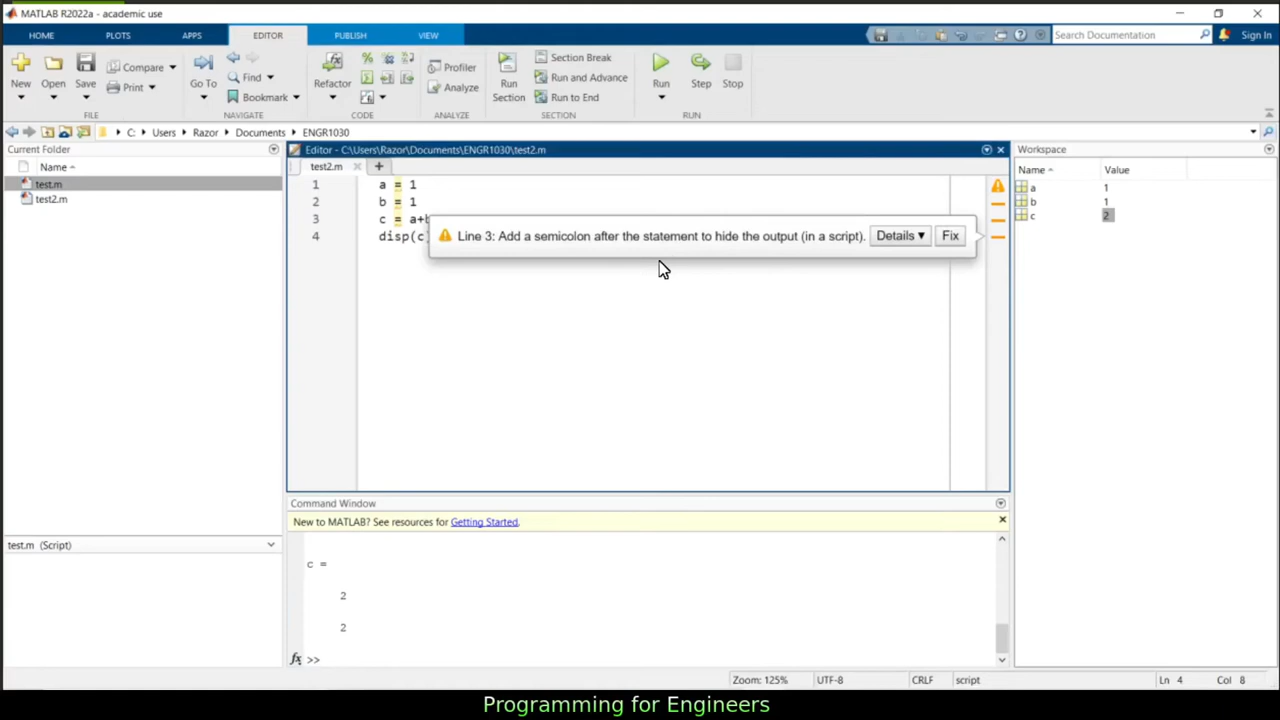 MATLAB R2022a - academic use
HOME PLOTS APPS EDITOR PUBLISH VIEW
Search Documentation
Sign In
New
Open
Save
Compare
Print
FILE
Go To
Find
Bookmark
NAVIGATE
Refactor
CODE
Profiler
Analyze
ANALYZE
Run Section
Section Break
Run and Advance
Run to End
SECTION
Run
Step
Stop
RUN
C: Users Razor Documents ENGR1030
Current Folder
Name
test.m
test2.m
test.m (Script)
Editor - C:\Users\Razor\Documents\ENGR1030\test2.m
test2.m
1 a = 1
2 b = 1
3 c = a+b
4 disp(c)
Line 3: Add a semicolon after the statement to hide the output (in a script). Details Fix
Command Window
New to MATLAB? See resources for Getting Started.
c =
2
2
fx >>
Workspace
Name Value
a 1
b 1
c 2
Zoom: 125% UTF-8 CRLF script Ln 4 Col 8
Programming for Engineers